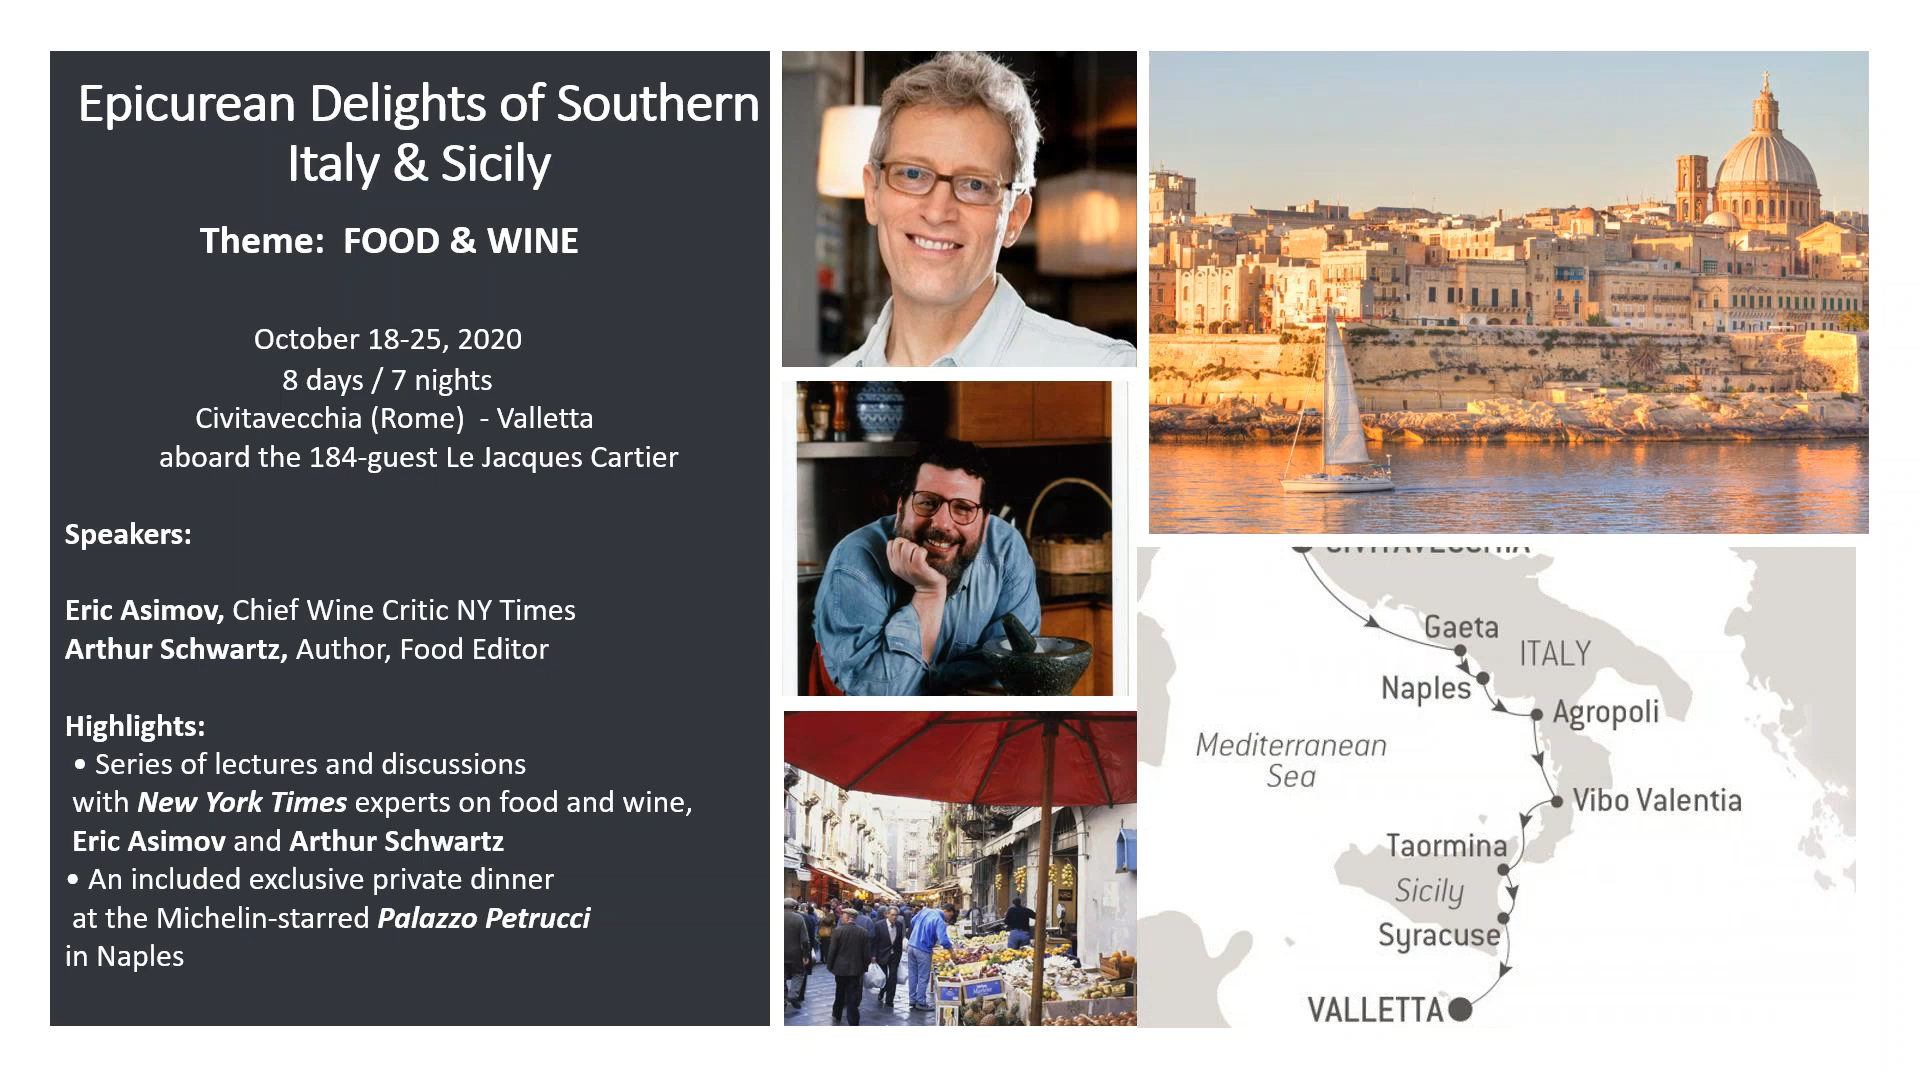 Epicurean Delights of Southern
Italy & Sicily
Theme:  FOOD & WINE
October 18-25, 2020
8 days / 7 nights
Civitavecchia (Rome)  - Valletta
aboard the 184-guest Le Jacques Cartier
Speakers:
Eric Asimov, Chief Wine Critic NY Times
Arthur Schwartz, Author, Food Editor
Highlights:
• Series of lectures and discussions
with New York Times experts on food and wine,
Eric Asimov and Arthur Schwartz
• An included exclusive private dinner
at the Michelin-starred Palazzo Petrucci
in Naples
CIVITAVECCHIA
Gaeta
ITALY
Naples
Agropoli
Mediterranean
Sea
Vibo Valentia
Taormina
Sicily
Syracuse
VALLETTA